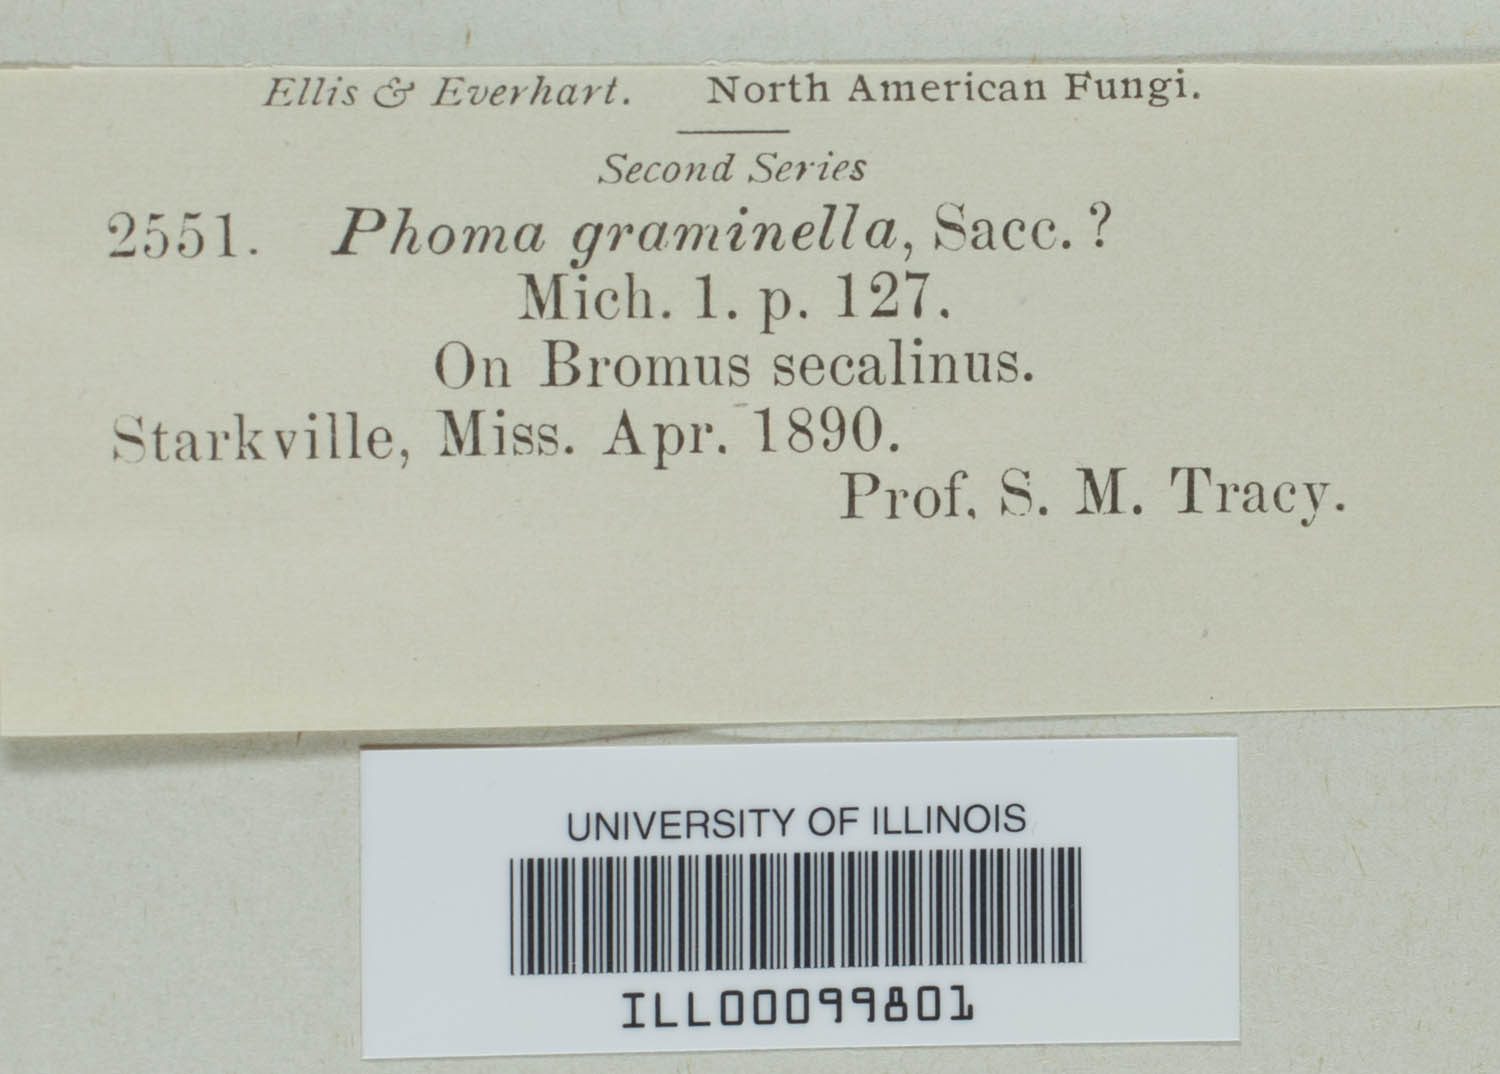 Ellis & Everhart. North American Fungi.
Second Series
2551. Phoma graminella, Sacc. ?
Mich. 1. p. 127.
On Bromus secalinus.
Starkville, Miss. Apr. 1890.
Prof. S. M. Tracy.
UNIVERSITY OF ILLINOIS
ILL00099801